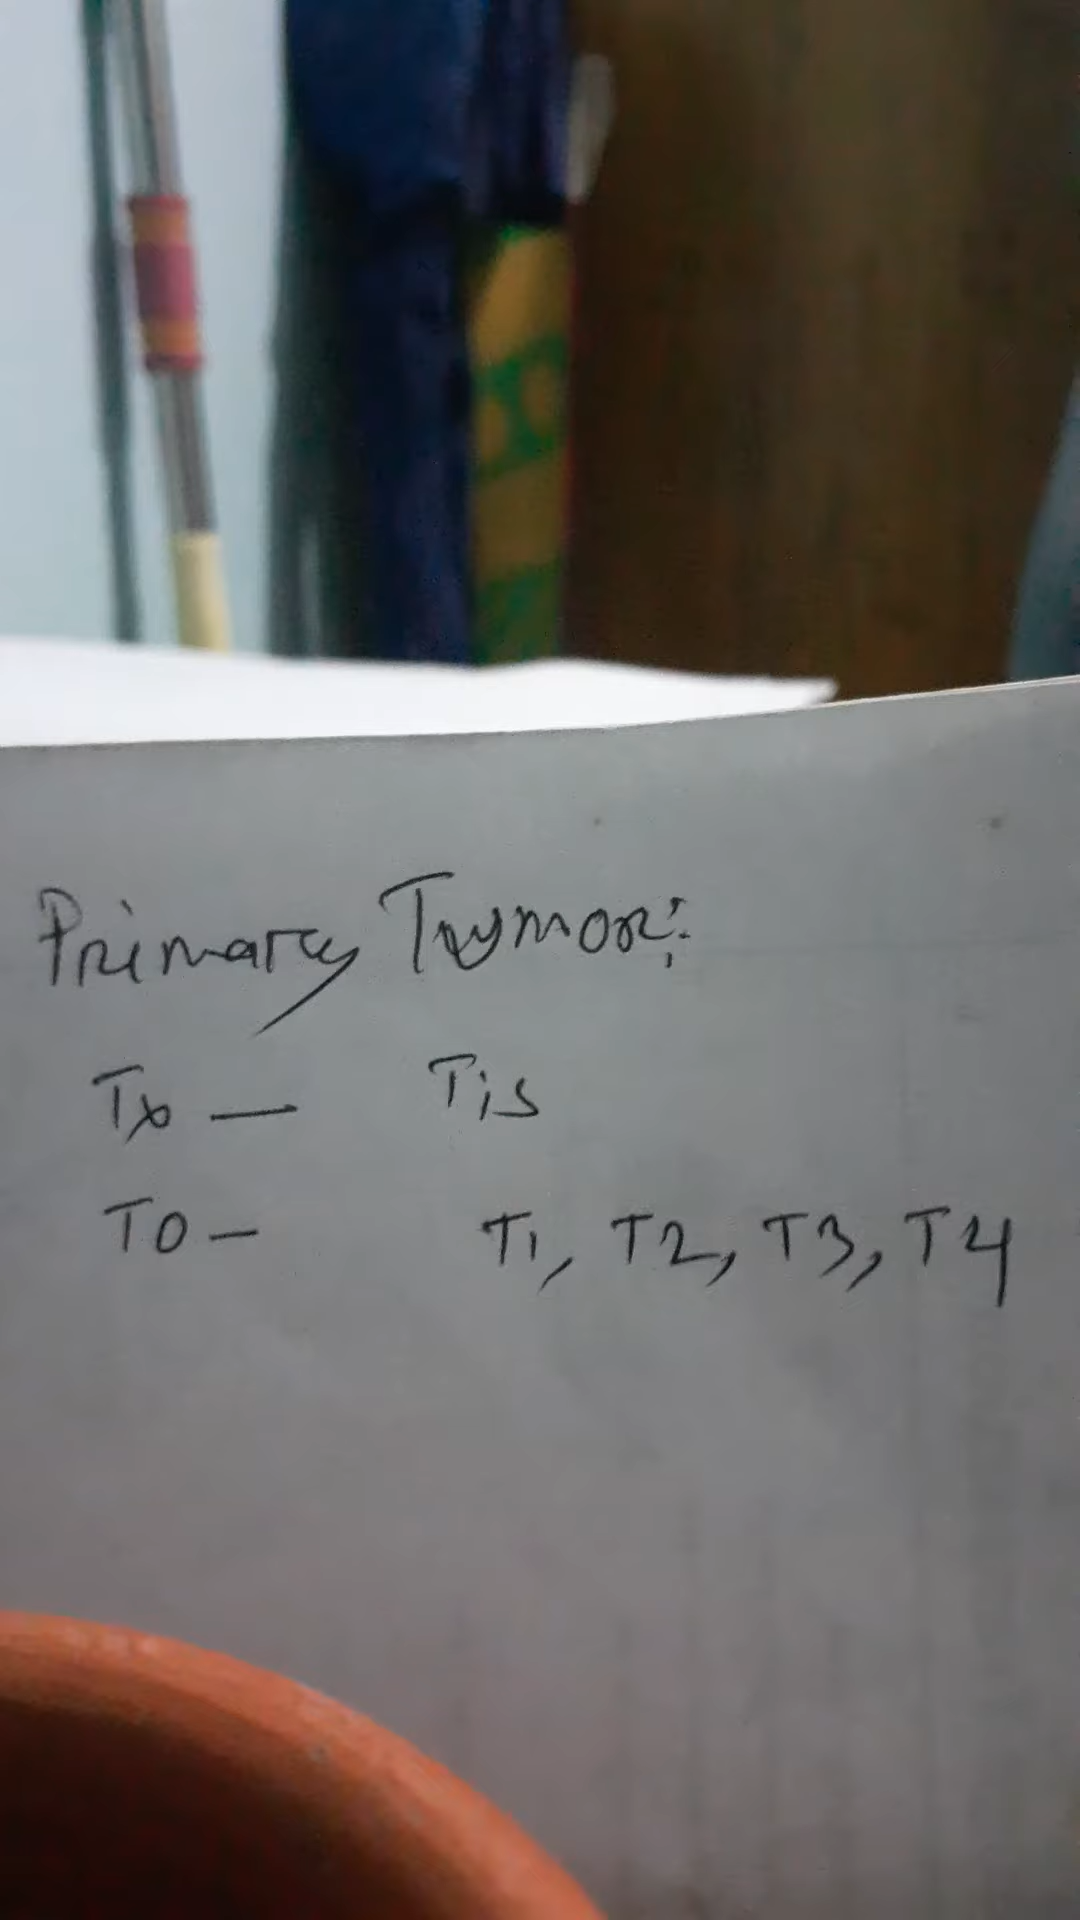 Primary Tumor:
Tx — Tis
T0 - T1, T2, T3, T4